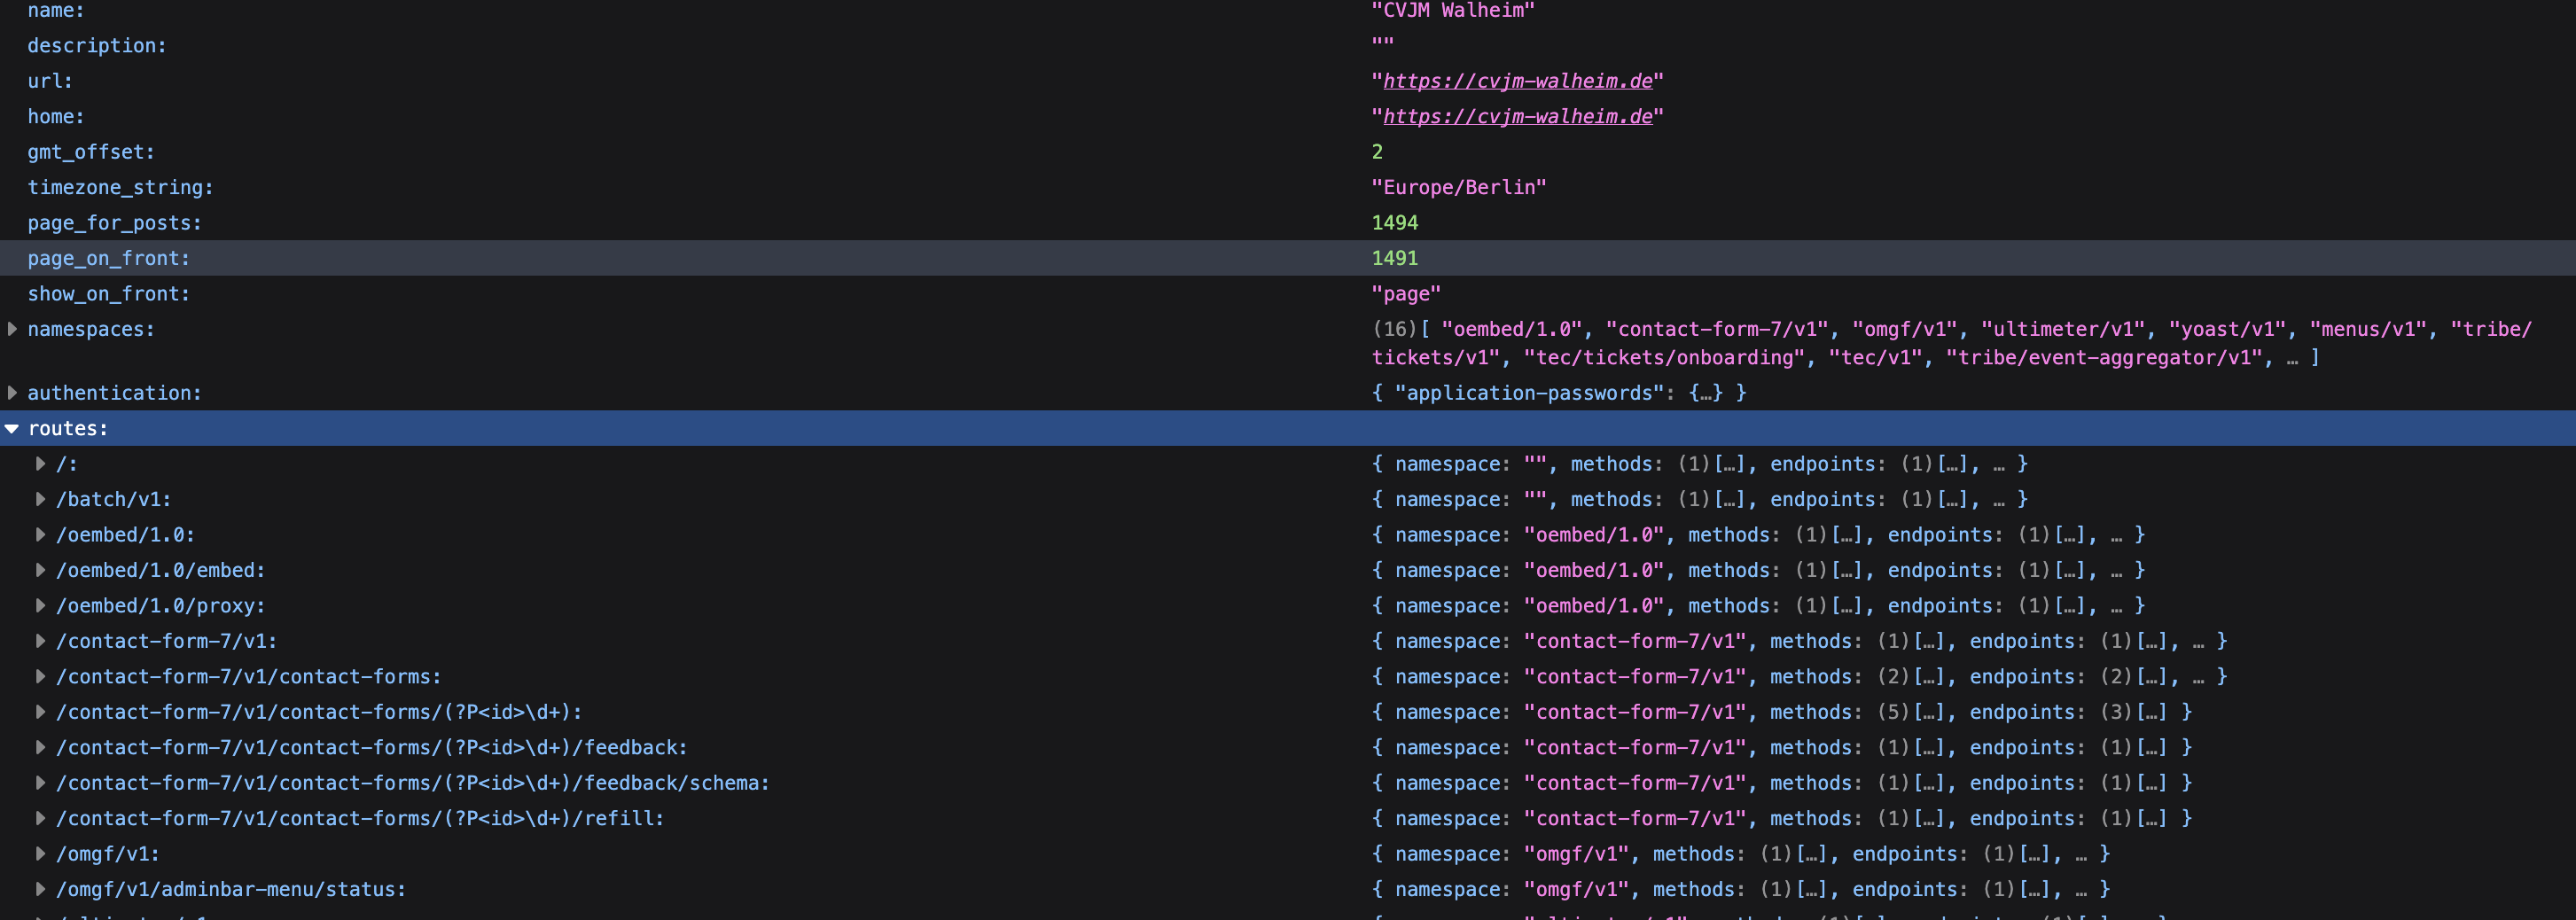 name: "CVJM Walheim"
description: ""
url: "https://cvjm-walheim.de"
home: "https://cvjm-walheim.de"
gmt_offset: 2
timezone_string: "Europe/Berlin"
page_for_posts: 1494
page_on_front: 1491
show_on_front: "page"
namespaces: (16)[ "oembed/1.0", "contact-form-7/v1", "omgf/v1", "ultimeter/v1", "yoast/v1", "menus/v1", "tribe/
tickets/v1", "tec/tickets/onboarding", "tec/v1", "tribe/event-aggregator/v1", … ]
authentication: { "application-passwords": {…} }
routes:
/: { namespace: "", methods: (1)[…], endpoints: (1)[…], … }
/batch/v1: { namespace: "", methods: (1)[…], endpoints: (1)[…], … }
/oembed/1.0: { namespace: "oembed/1.0", methods: (1)[…], endpoints: (1)[…], … }
/oembed/1.0/embed: { namespace: "oembed/1.0", methods: (1)[…], endpoints: (1)[…], … }
/oembed/1.0/proxy: { namespace: "oembed/1.0", methods: (1)[…], endpoints: (1)[…], … }
/contact-form-7/v1: { namespace: "contact-form-7/v1", methods: (1)[…], endpoints: (1)[…], … }
/contact-form-7/v1/contact-forms: { namespace: "contact-form-7/v1", methods: (2)[…], endpoints: (2)[…], … }
/contact-form-7/v1/contact-forms/(?P<id>\d+): { namespace: "contact-form-7/v1", methods: (5)[…], endpoints: (3)[…] }
/contact-form-7/v1/contact-forms/(?P<id>\d+)/feedback: { namespace: "contact-form-7/v1", methods: (1)[…], endpoints: (1)[…] }
/contact-form-7/v1/contact-forms/(?P<id>\d+)/feedback/schema: { namespace: "contact-form-7/v1", methods: (1)[…], endpoints: (1)[…] }
/contact-form-7/v1/contact-forms/(?P<id>\d+)/refill: { namespace: "contact-form-7/v1", methods: (1)[…], endpoints: (1)[…] }
/omgf/v1: { namespace: "omgf/v1", methods: (1)[…], endpoints: (1)[…], … }
/omgf/v1/adminbar-menu/status: { namespace: "omgf/v1", methods: (1)[…], endpoints: (1)[…], … }